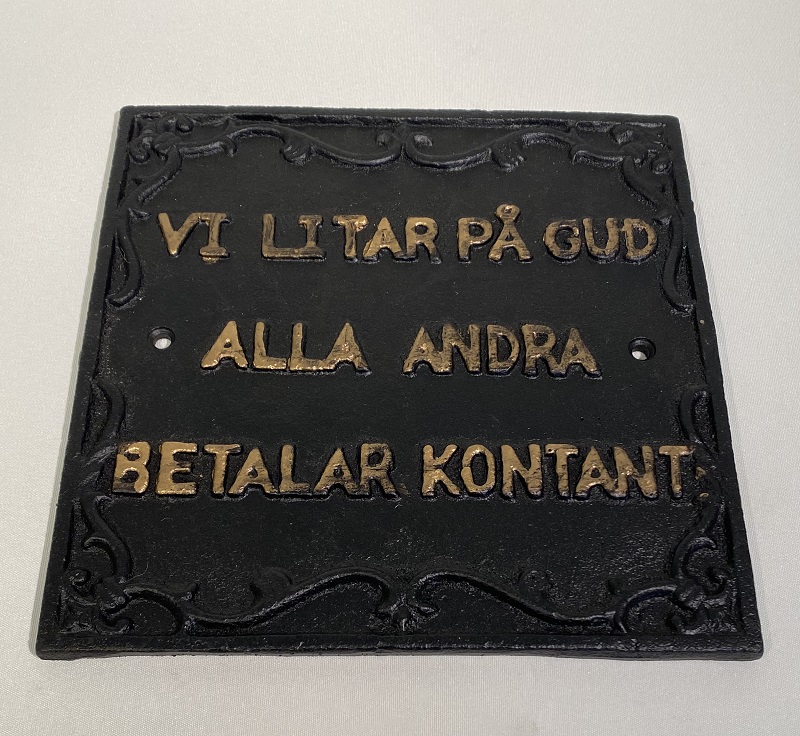 VI LITAR PÅ GUD
ALLA ANDRA
BETALAR KONTANT